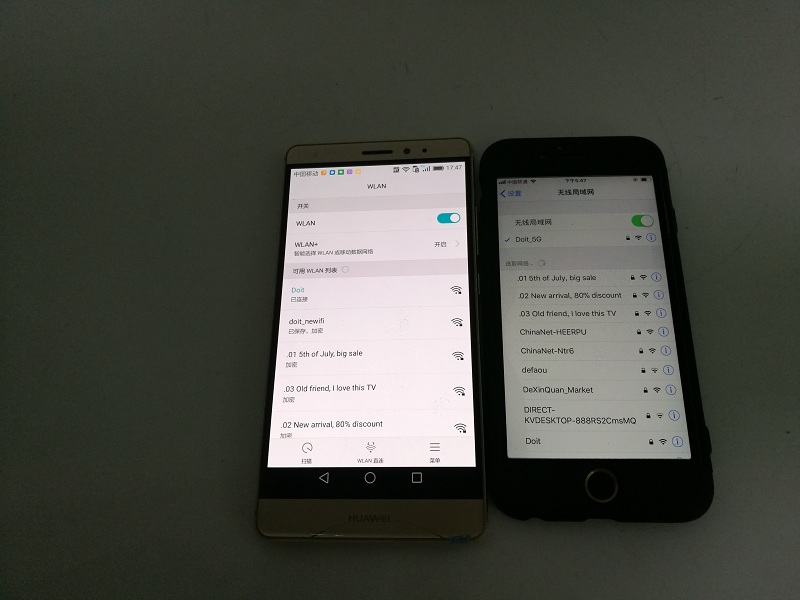 中国移动
17:47
WLAN
开关
WLAN
WLAN+
开启
智能选择 WLAN 或移动数据网络
可用 WLAN 列表
Doit
已连接
doit_newifi
已保存，加密
.01 5th of July, big sale
加密
.03 Old friend, I love this TV
加密
.02 New arrival, 80% discount
加密
扫描
WLAN 直连
菜单
HUAWEI
中国移动
下午5:47
设置
无线局域网
无线局域网
Doit_5G
选取网络...
.01 5th of July, big sale
.02 New arrival, 80% discount
.03 Old friend, I love this TV
ChinaNet-HEERPU
ChinaNet-Ntr6
defaou
DeXinQuan_Market
DIRECT-
KVDESKTOP-888RS2CmsMQ
Doit